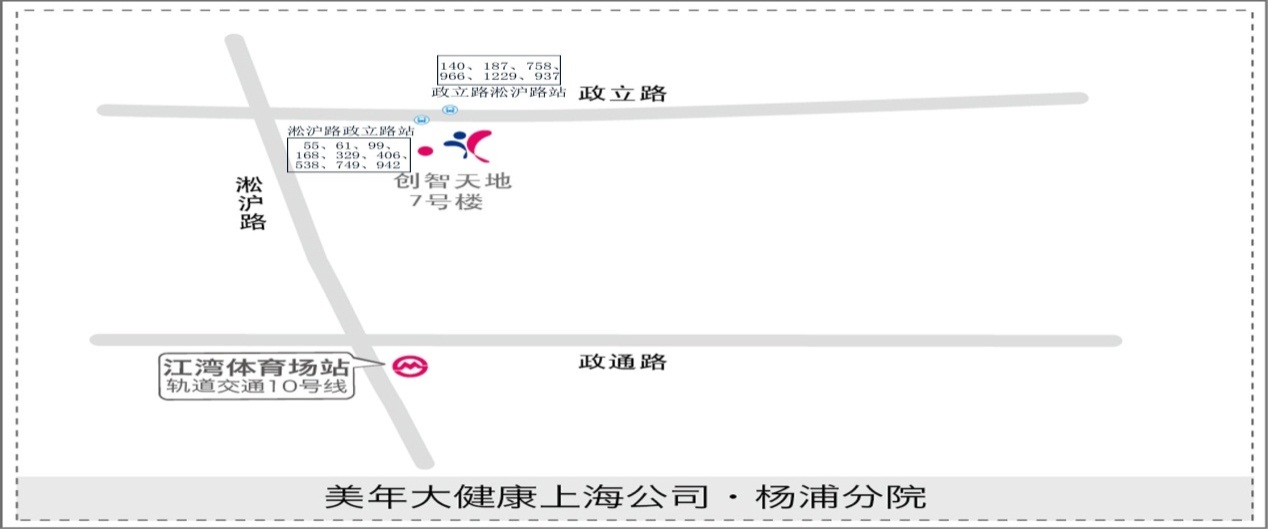 140、187、758、
966、1229、937
政立路淞沪路站
政立路
淞沪路政立路站
55、61、99、
168、329、406、
538、749、942
创智天地
7号楼
淞沪路
江湾体育场站
轨道交通10号线
政通路
美年大健康上海公司·杨浦分院